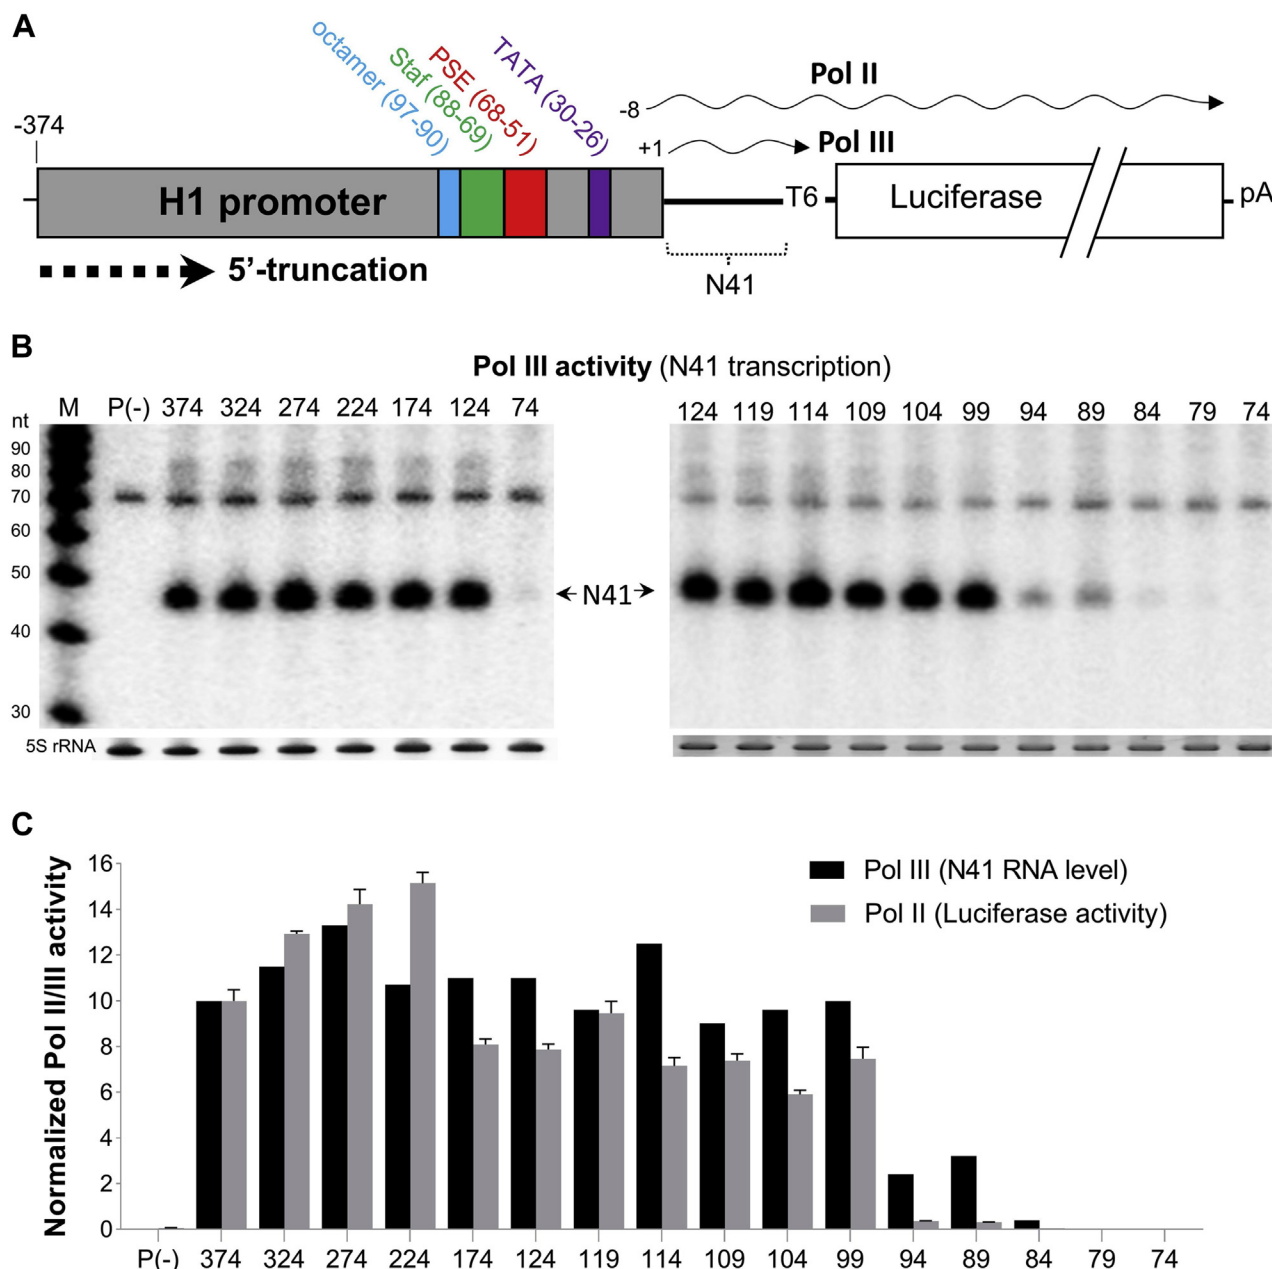 A
octamer (97-90)
Staf (88-69)
PSE (68-51)
TATA (30-26)
Pol II
-8
-374
+1
Pol III
H1 promoter
T6
Luciferase
pA
5’-truncation
N41
B
Pol III activity (N41 transcription)
nt
M P(-) 374 324 274 224 174 124 74
124 119 114 109 104 99 94 89 84 79 74
90
80
70
60
50
N41
40
30
5S rRNA
C
Normalized Pol II/III activity
16
14
12
10
8
6
4
2
0
Pol III (N41 RNA level)
Pol II (Luciferase activity)
P(-) 374 324 274 224 174 124 119 114 109 104 99 94 89 84 79 74